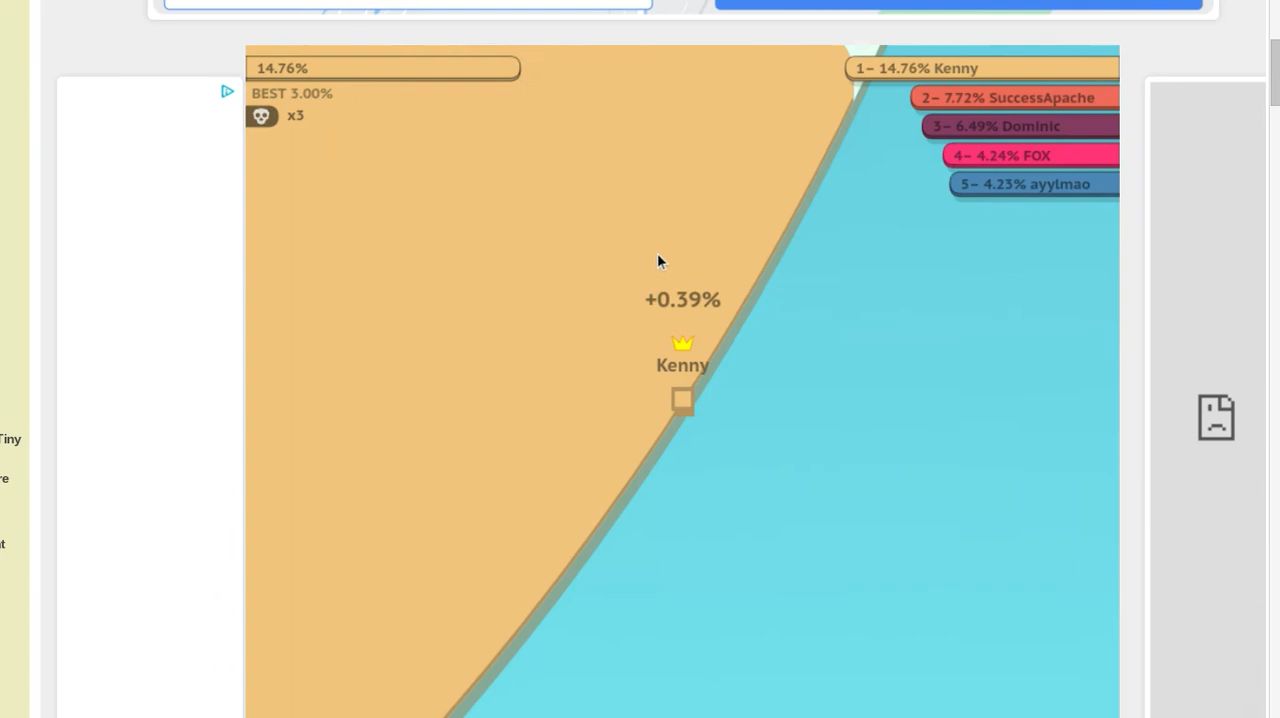 14.76%
BEST 3.00%
x3
1- 14.76% Kenny
2- 7.72% SuccessApache
3- 6.49% Dominic
4- 4.24% FOX
5- 4.23% ayylmao
+0.39%
Kenny
Tiny
re